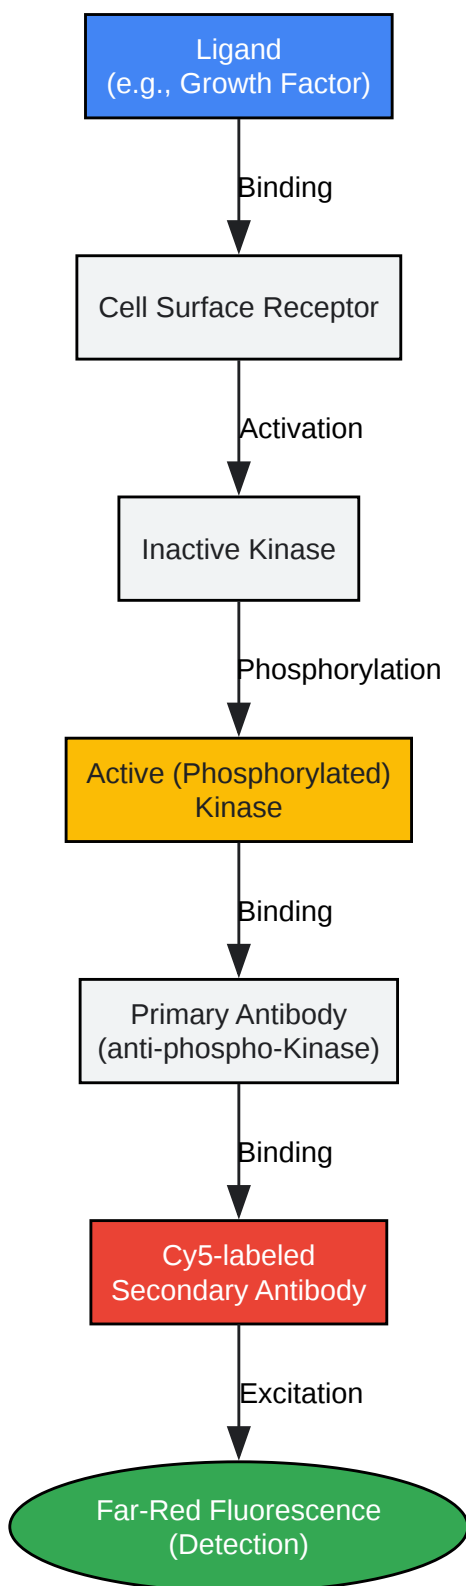 Ligand
(e.g., Growth Factor)
Binding
Cell Surface Receptor
Activation
Inactive Kinase
Phosphorylation
Active (Phosphorylated)
Kinase
Binding
Primary Antibody
(anti-phospho-Kinase)
Binding
Cy5-labeled
Secondary Antibody
Excitation
Far-Red Fluorescence
(Detection)